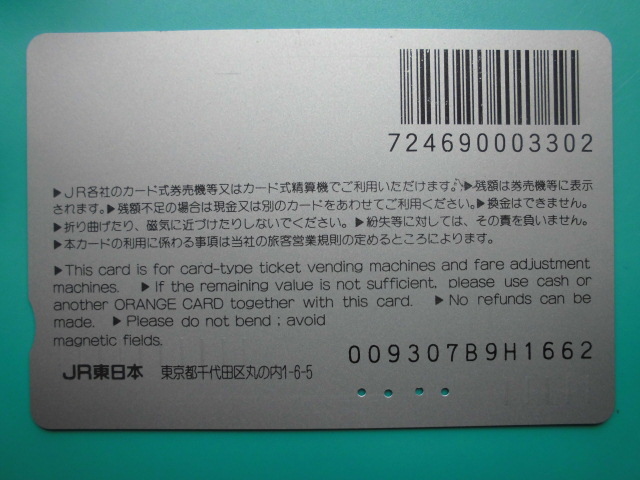 724690003302
▶JR各社のカード式券売機等又はカード式精算機でご利用いただけます。▶残額は券売機等に表示
されます。▶残額不足の場合は現金又は別のカードをあわせてご利用ください。▶換金はできません。
▶折り曲げたり、磁気に近づけたりしないでください。▶紛失等に対しては、その責を負いません。
▶本カードの利用に係わる事項は当社の旅客営業規則の定めるところによります。
▶This card is for card-type ticket vending machines and fare adjustment
machines. ▶If the remaining value is not sufficient, please use cash or
another ORANGE CARD together with this card. ▶No refunds can be
made. ▶Please do not bend ; avoid
magnetic fields.
009307B9H1662
JR東日本 東京都千代田区丸の内1-6-5